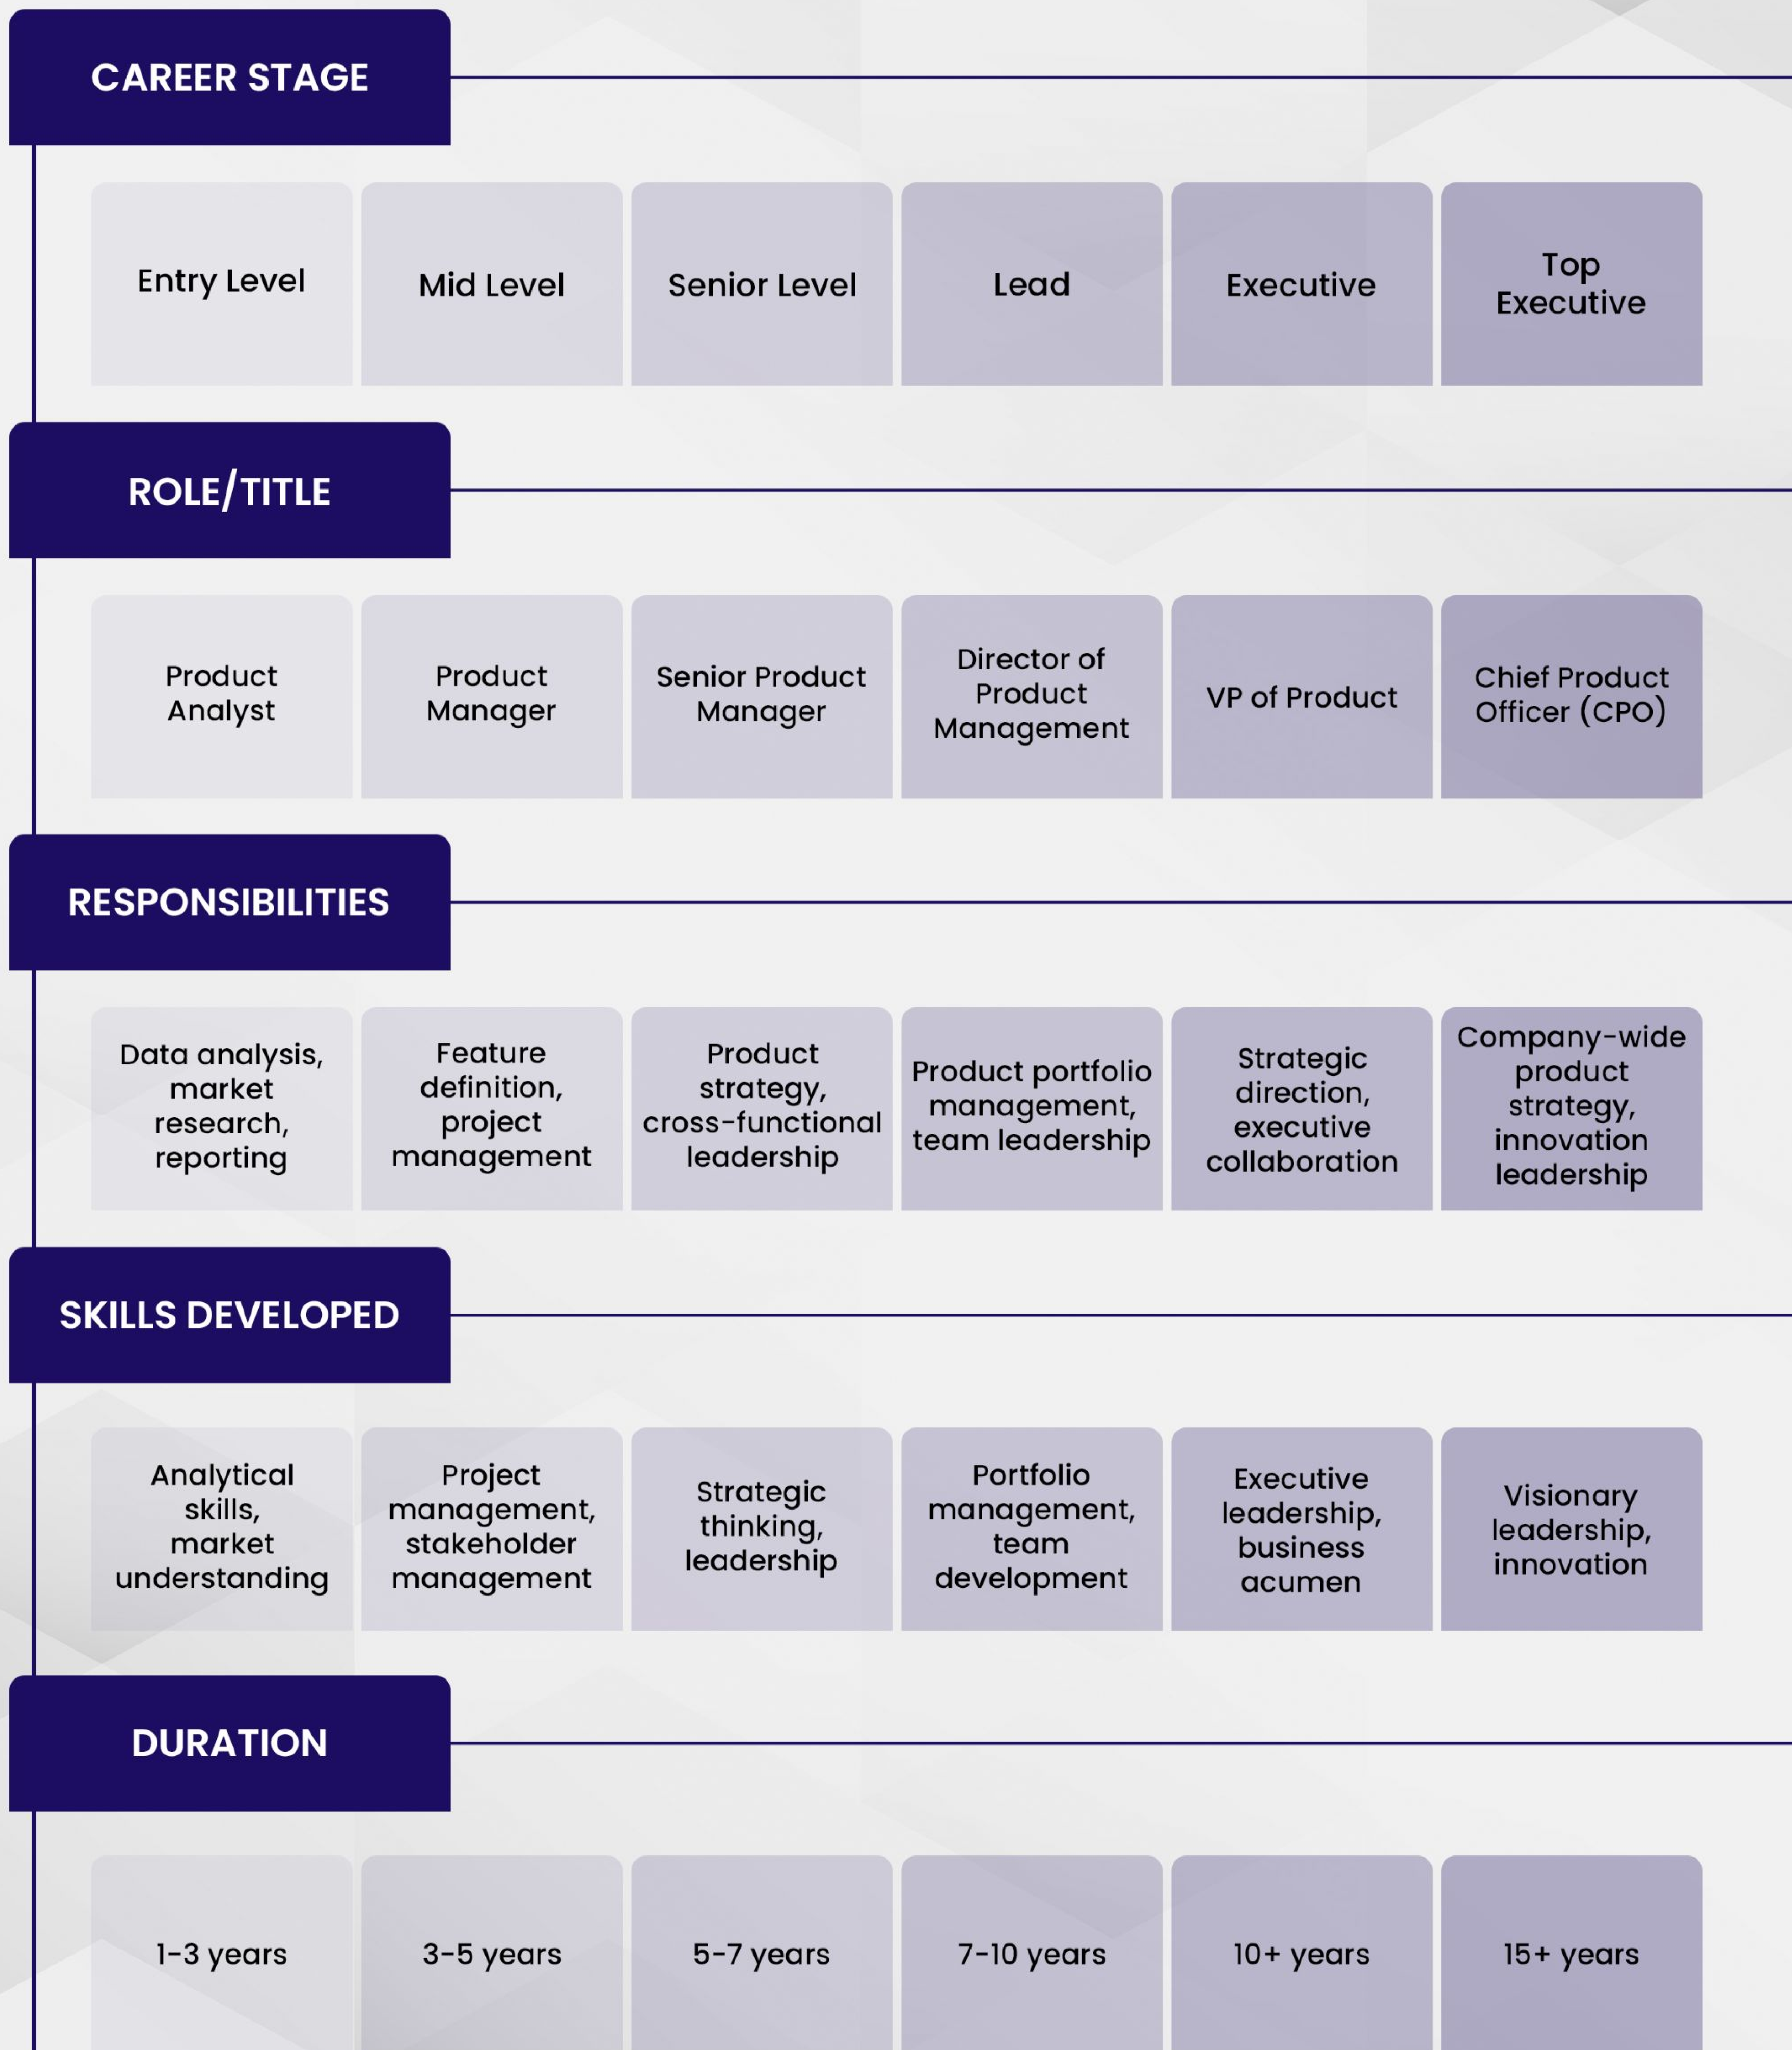 CAREER STAGE
Entry Level
Mid Level
Senior Level
Lead
Executive
Top
Executive
ROLE/TITLE
Product
Analyst
Product
Manager
Senior Product
Manager
Director of
Product
Management
VP of Product
Chief Product
Officer (CPO)
RESPONSIBILITIES
Data analysis,
market
research,
reporting
Feature
definition,
project
management
Product
strategy,
cross-functional
leadership
Product portfolio
management,
team leadership
Strategic
direction,
executive
collaboration
Company-wide
product
strategy,
innovation
leadership
SKILLS DEVELOPED
Analytical
skills,
market
understanding
Project
management,
stakeholder
management
Strategic
thinking,
leadership
Portfolio
management,
team
development
Executive
leadership,
business
acumen
Visionary
leadership,
innovation
DURATION
1-3 years
3-5 years
5-7 years
7-10 years
10+ years
15+ years